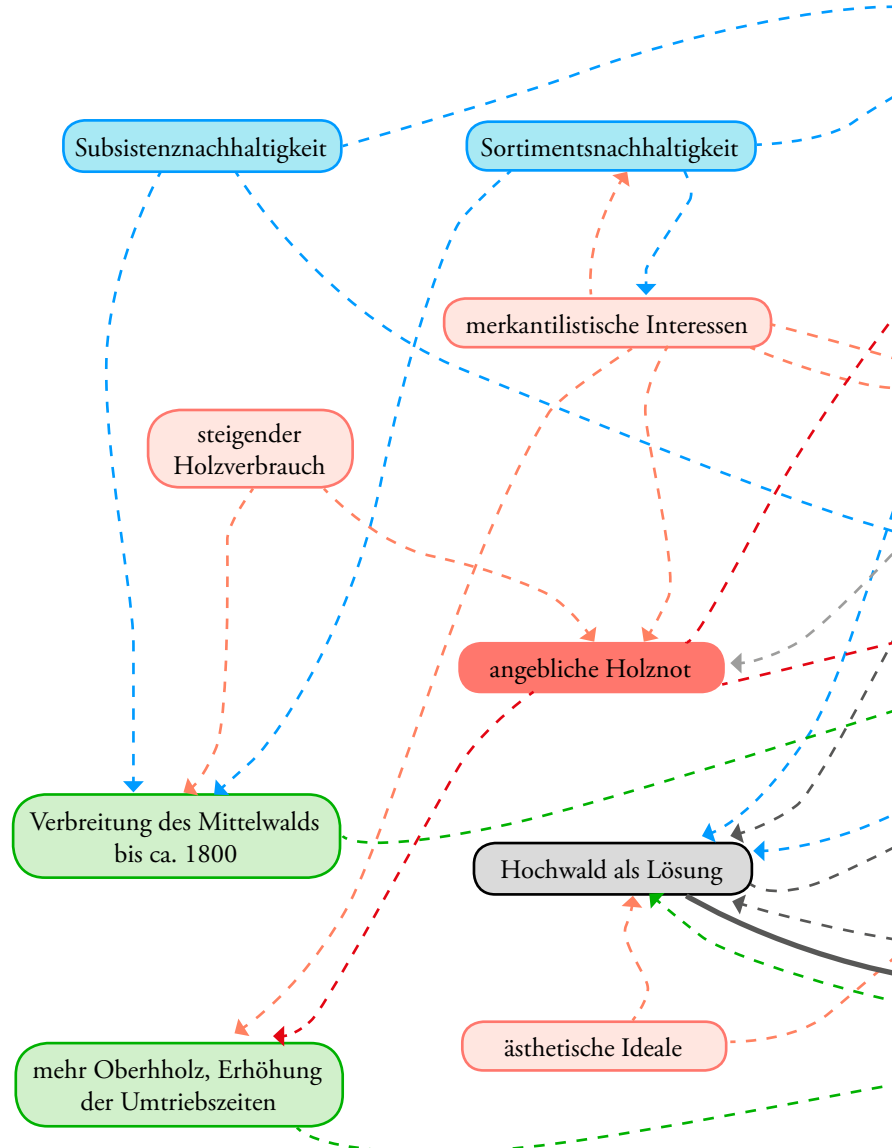 Subsistenznachhaltigkeit
Sortimentsnachhaltigkeit
merkantilistische Interessen
steigender
Holzverbrauch
angebliche Holznot
Verbreitung des Mittelwalds
bis ca. 1800
Hochwald als Lösung
ästhetische Ideale
mehr Oberhholz, Erhöhung
der Umtriebszeiten